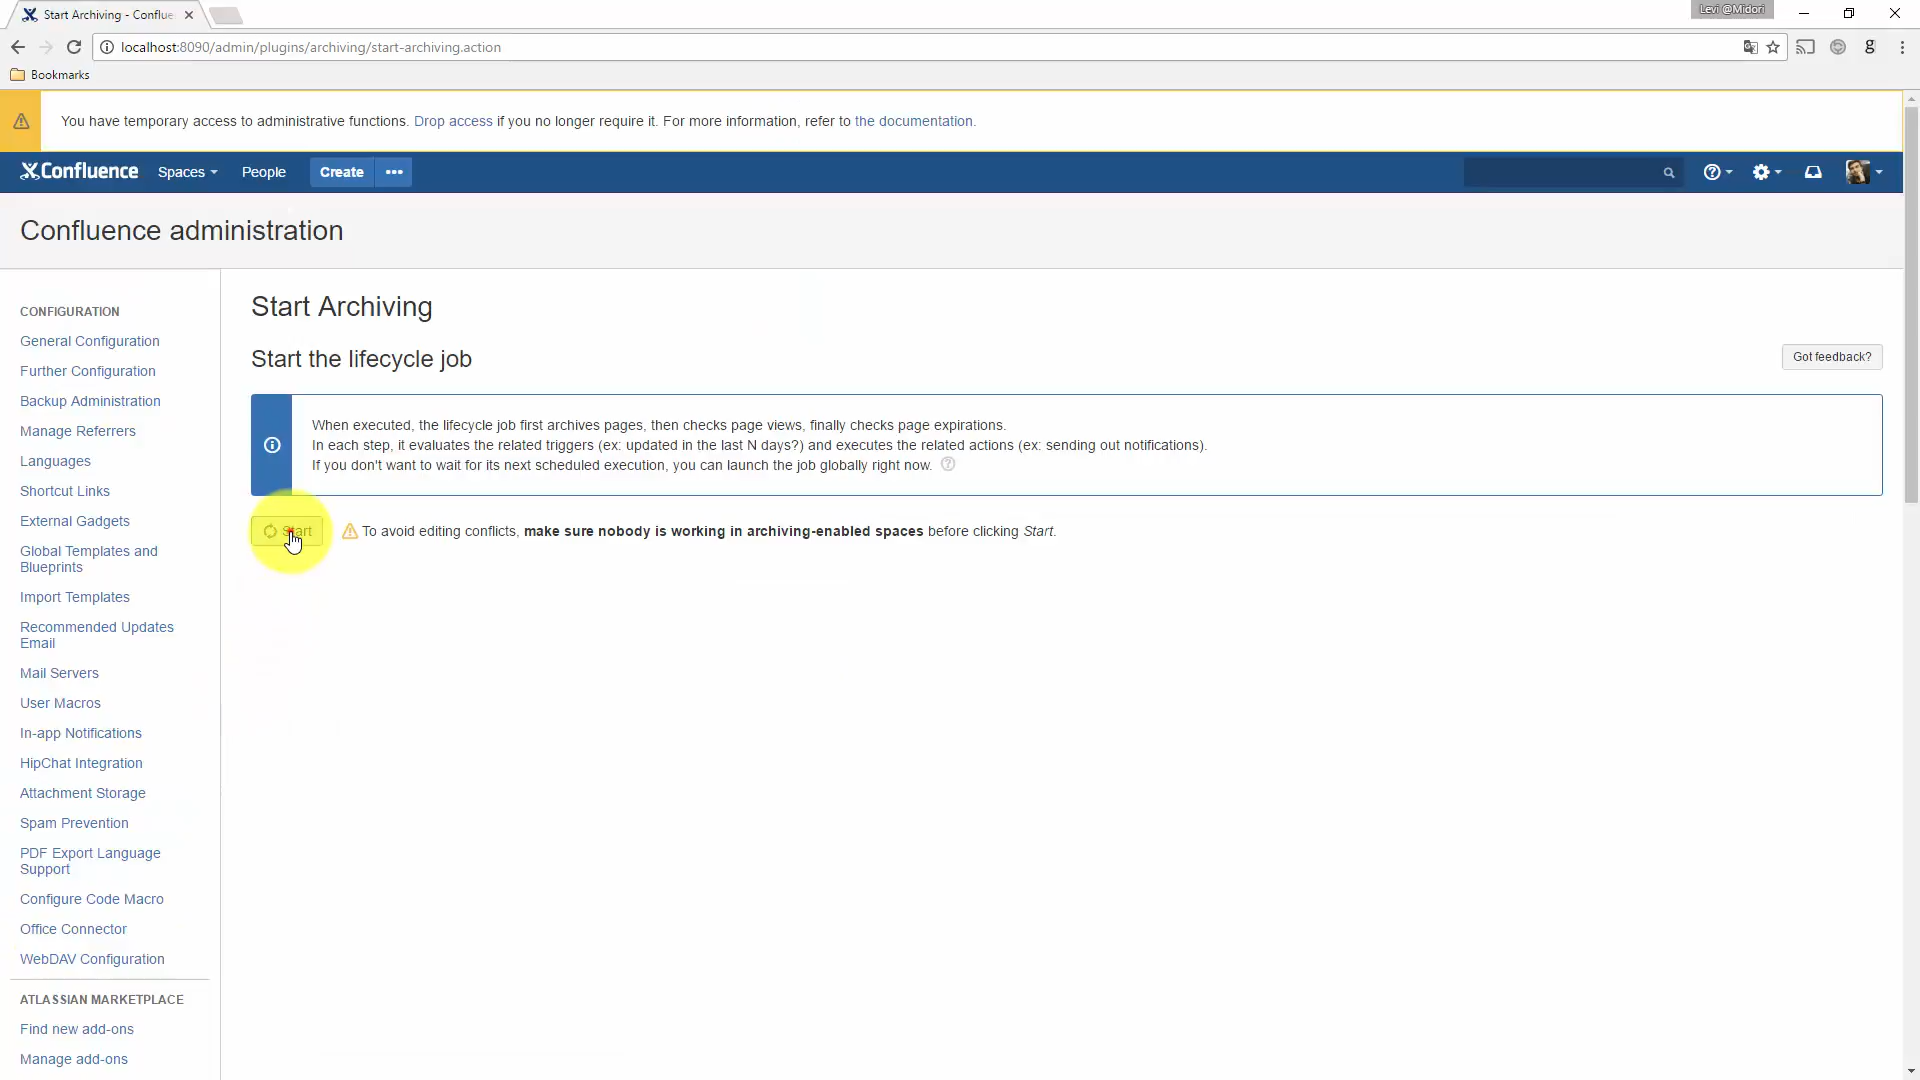 Start Archiving - Conflue
Levi @Midori
localhost:8090/admin/plugins/archiving/start-archiving.action
g
Bookmarks
You have temporary access to administrative functions. Drop access if you no longer require it. For more information, refer to the documentation.
Confluence
Spaces
People
Create
Confluence administration
CONFIGURATION
General Configuration
Further Configuration
Backup Administration
Manage Referrers
Languages
Shortcut Links
External Gadgets
Global Templates and
Blueprints
Import Templates
Recommended Updates
Email
Mail Servers
User Macros
In-app Notifications
HipChat Integration
Attachment Storage
Spam Prevention
PDF Export Language
Support
Configure Code Macro
Office Connector
WebDAV Configuration
ATLASSIAN MARKETPLACE
Find new add-ons
Manage add-ons
Start Archiving
Start the lifecycle job
Got feedback?
When executed, the lifecycle job first archives pages, then checks page views, finally checks page expirations.
In each step, it evaluates the related triggers (ex: updated in the last N days?) and executes the related actions (ex: sending out notifications).
If you don't want to wait for its next scheduled execution, you can launch the job globally right now.
Start
To avoid editing conflicts, make sure nobody is working in archiving-enabled spaces before clicking Start.